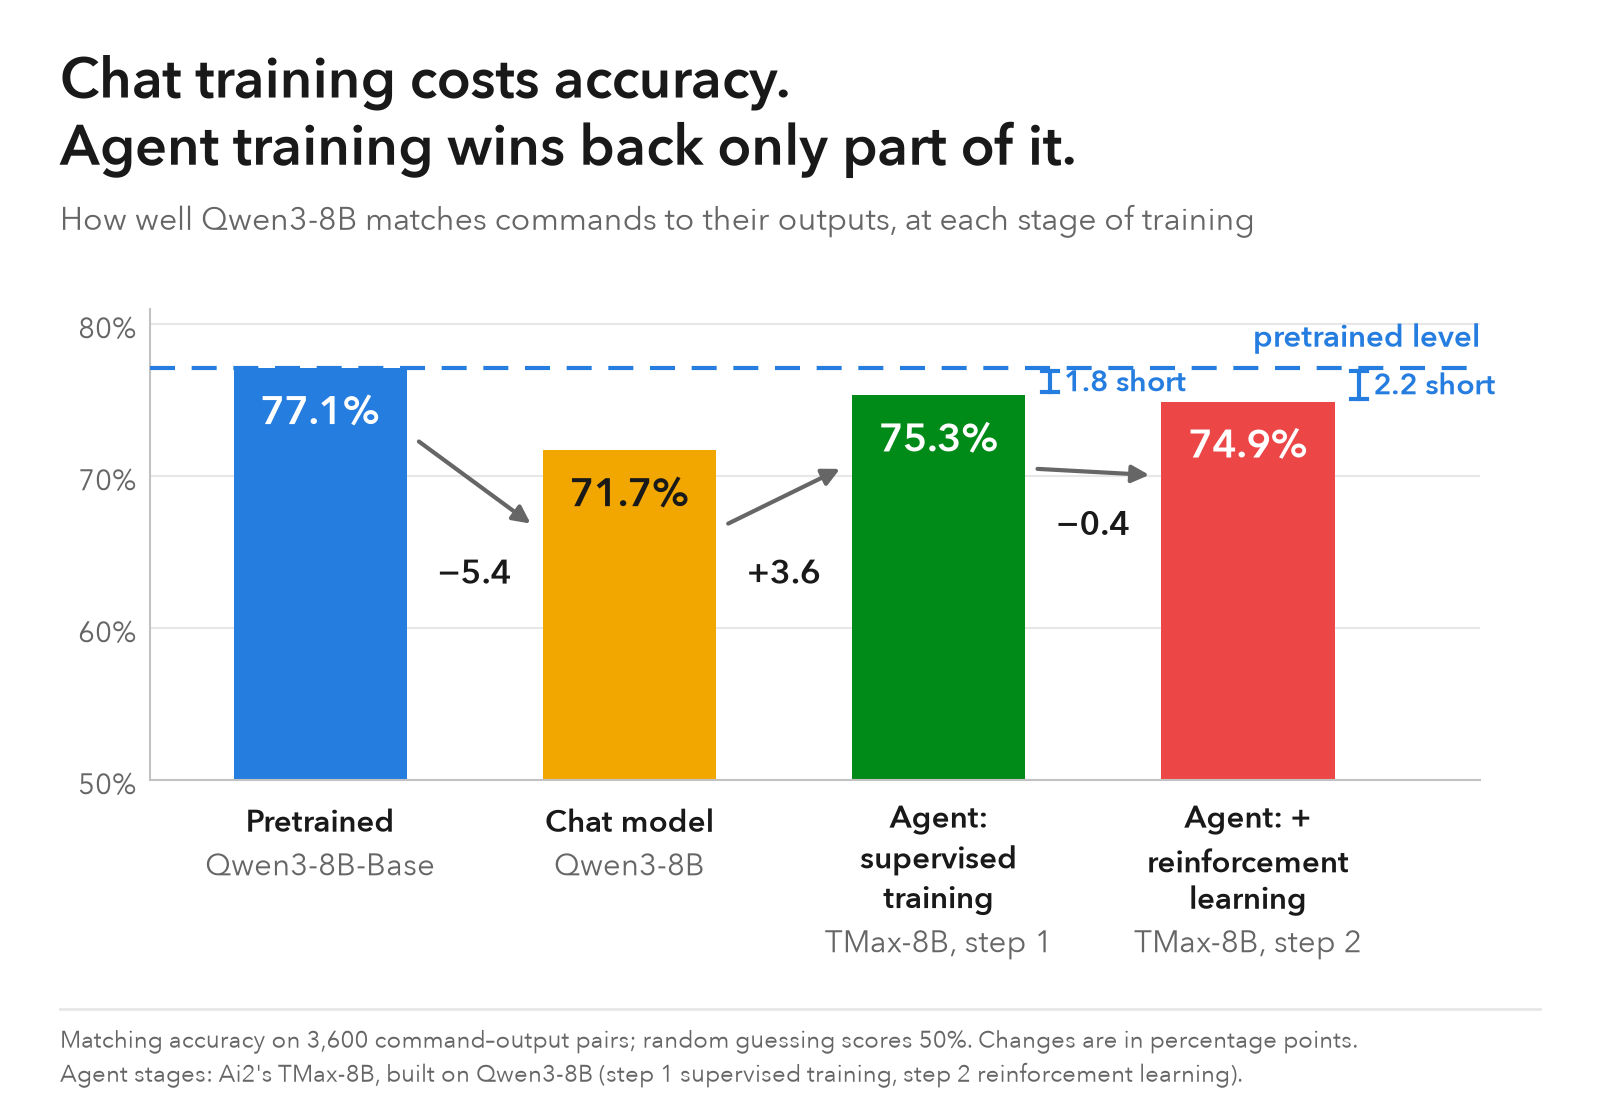 Chat training costs accuracy.
Agent training wins back only part of it.
How well Qwen3-8B matches commands to their outputs, at each stage of training
80%
70%
60%
50%
pretrained level
1.8 short
2.2 short
77.1%
71.7%
75.3%
74.9%
−5.4
+3.6
−0.4
Pretrained
Qwen3-8B-Base
Chat model
Qwen3-8B
Agent:
supervised
training
TMax-8B, step 1
Agent: +
reinforcement
learning
TMax-8B, step 2
Matching accuracy on 3,600 command–output pairs; random guessing scores 50%. Changes are in percentage points.
Agent stages: Ai2's TMax-8B, built on Qwen3-8B (step 1 supervised training, step 2 reinforcement learning).